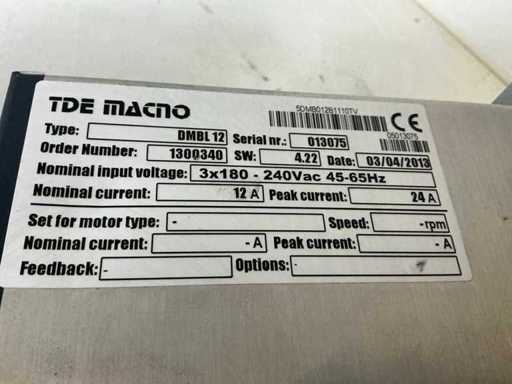 TDE MACNO
5DMB012B1110TV
CE
05013075
Type: DMBL 12 Serial nr.: 013075
Order Number: 1300340 SW: 4.22 Date: 03/04/2013
Nominal input voltage: 3x180 - 240Vac 45-65Hz
Nominal current: 12 A Peak current: 24 A
Set for motor type: - Speed: -rpm
Nominal current: - A Peak current: - A
Feedback: - Options: -